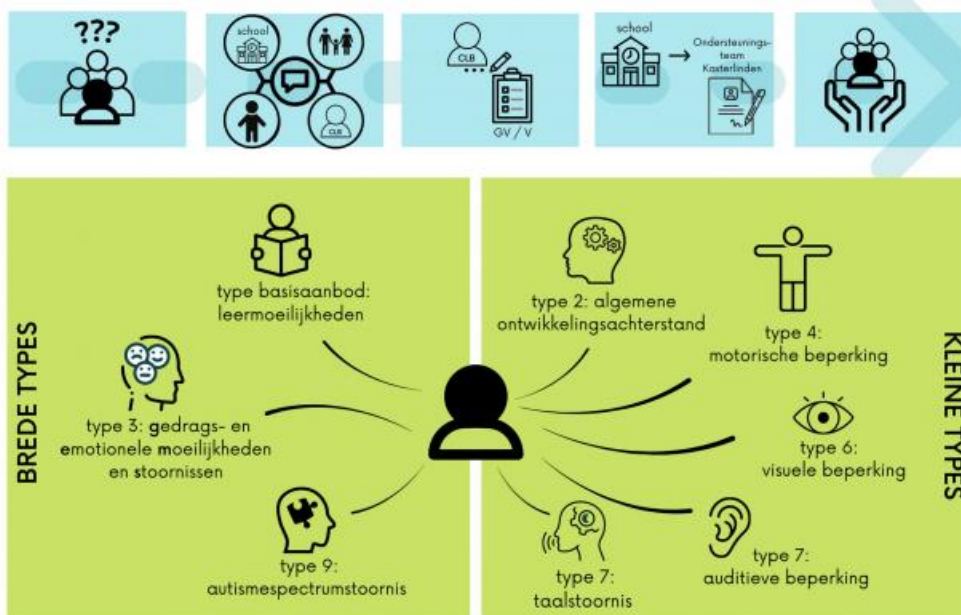 ???
school
CLB
CLB
GV / V
school
Ondersteunings-
team
Kasterlinden
BREDE TYPES
type basisaanbod:
leermoeilijkheden
type 3: gedrags- en
emotionele moeilijkheden
en stoornissen
type 9:
autismespectrumstoornis
type 2: algemene
ontwikkelingsachterstand
type 4:
motorische beperking
type 6:
visuele beperking
type 7:
auditieve beperking
type 7:
taalstoornis
KLEINE TYPES